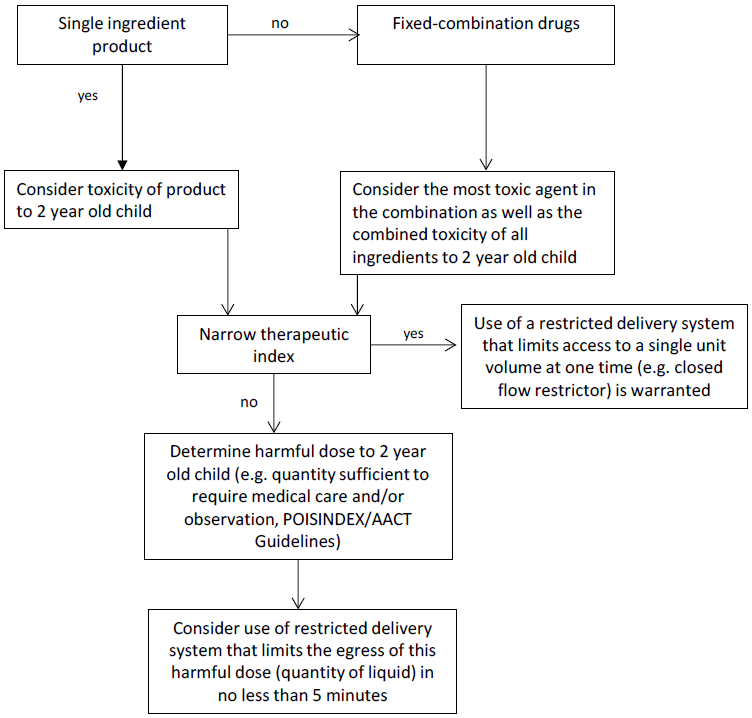 Single ingredient
product
no
Fixed-combination drugs
yes
Consider toxicity of product
to 2 year old child
Consider the most toxic agent in
the combination as well as the
combined toxicity of all
ingredients to 2 year old child
Narrow therapeutic
index
yes
Use of a restricted delivery system
that limits access to a single unit
volume at one time (e.g. closed
flow restrictor) is warranted
no
Determine harmful dose to 2 year
old child (e.g. quantity sufficient to
require medical care and/or
observation, POISINDEX/AACT
Guidelines)
Consider use of restricted delivery
system that limits the egress of this
harmful dose (quantity of liquid) in
no less than 5 minutes